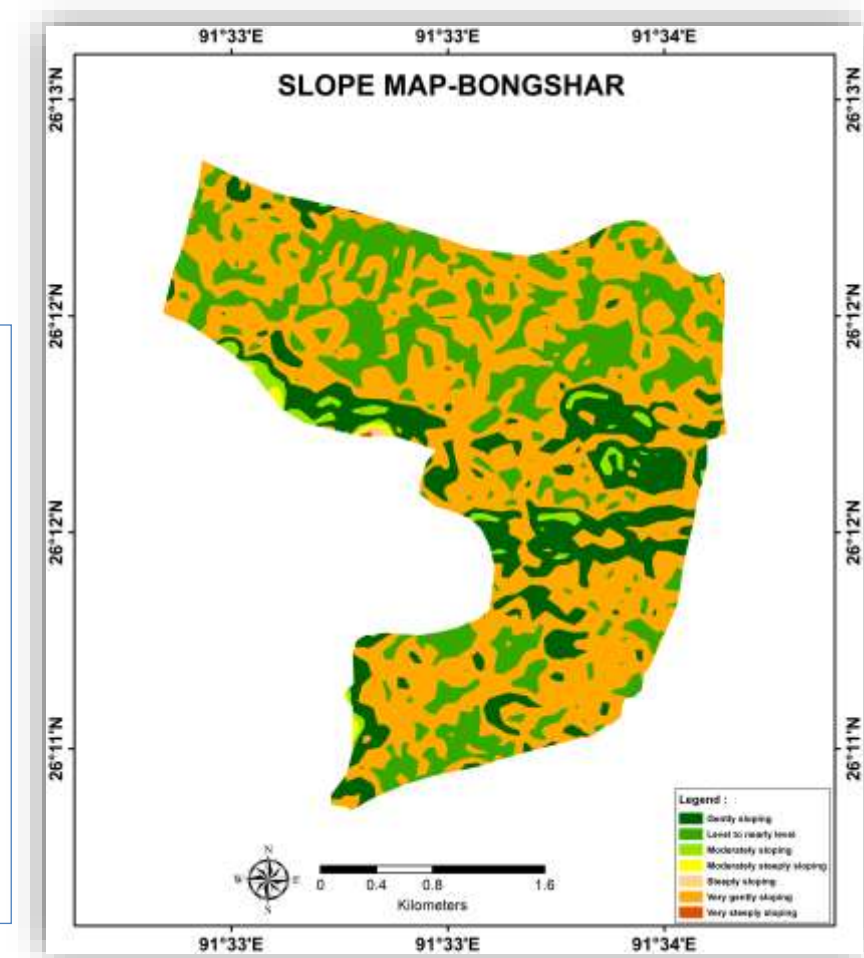 91°33'E 91°33'E 91°34'E
SLOPE MAP-BONGSHAR
26°13'N 26°13'N
26°12'N 26°12'N
26°12'N 26°12'N
26°11'N 26°11'N
Legend :
Gently sloping
Level to nearly level
Moderately sloping
Moderately steeply sloping
Steeply sloping
Very gently sloping
Very steeply sloping
N
W E
S
0 0.4 0.8 1.6
Kilometers
91°33'E 91°33'E 91°34'E